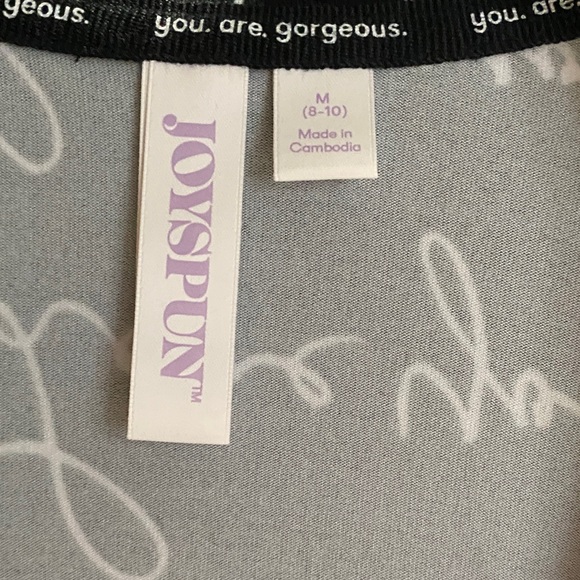 geous. you. are. gorgeous. you. are.
JOYSPUN™
M
(8-10)
Made in
Cambodia